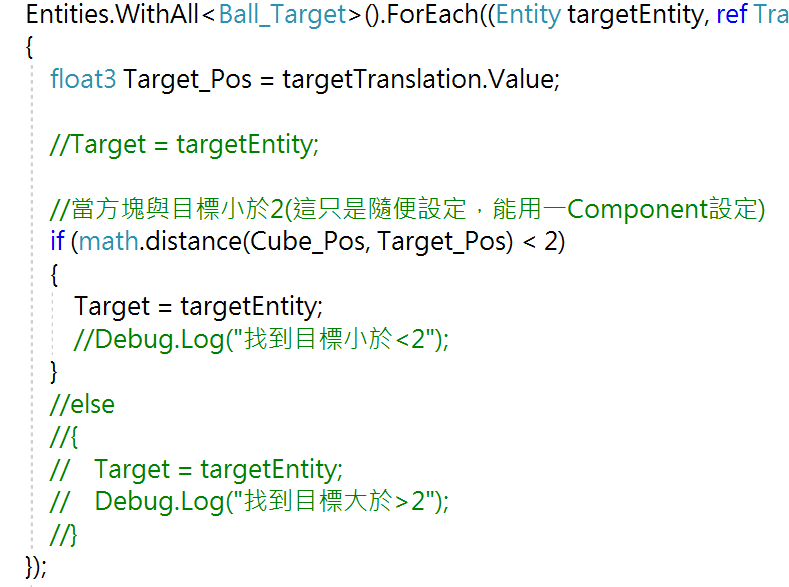 Entities.WithAll<Ball_Target>().ForEach((Entity targetEntity, ref Tra
{
float3 Target_Pos = targetTranslation.Value;
//Target = targetEntity;
//當方塊與目標小於2(這只是隨便設定，能用一Component設定)
if (math.distance(Cube_Pos, Target_Pos) < 2)
{
Target = targetEntity;
//Debug.Log("找到目標小於<2");
}
//else
//{
//   Target = targetEntity;
//   Debug.Log("找到目標大於>2");
//}
});